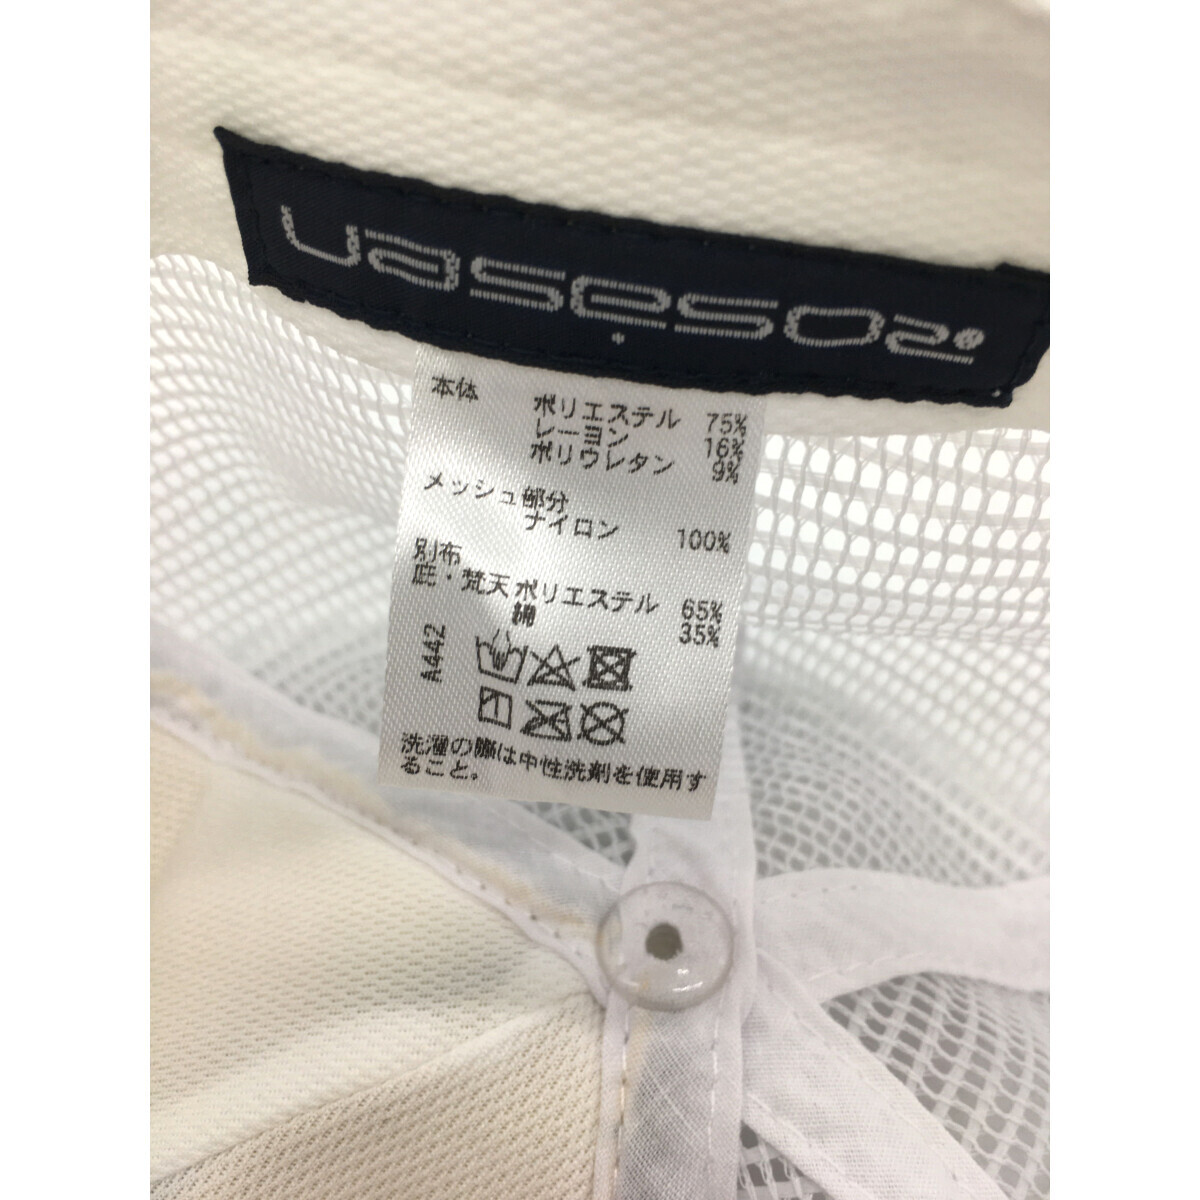 uaseso2º
本体 ポリエステル 75%
レーヨン 16%
ポリウレタン 9%
メッシュ部分
ナイロン 100%
別布
庇・梵天 ポリエステル 65%
綿 35%
A442
洗濯の際は中性洗剤を使用す
ること。